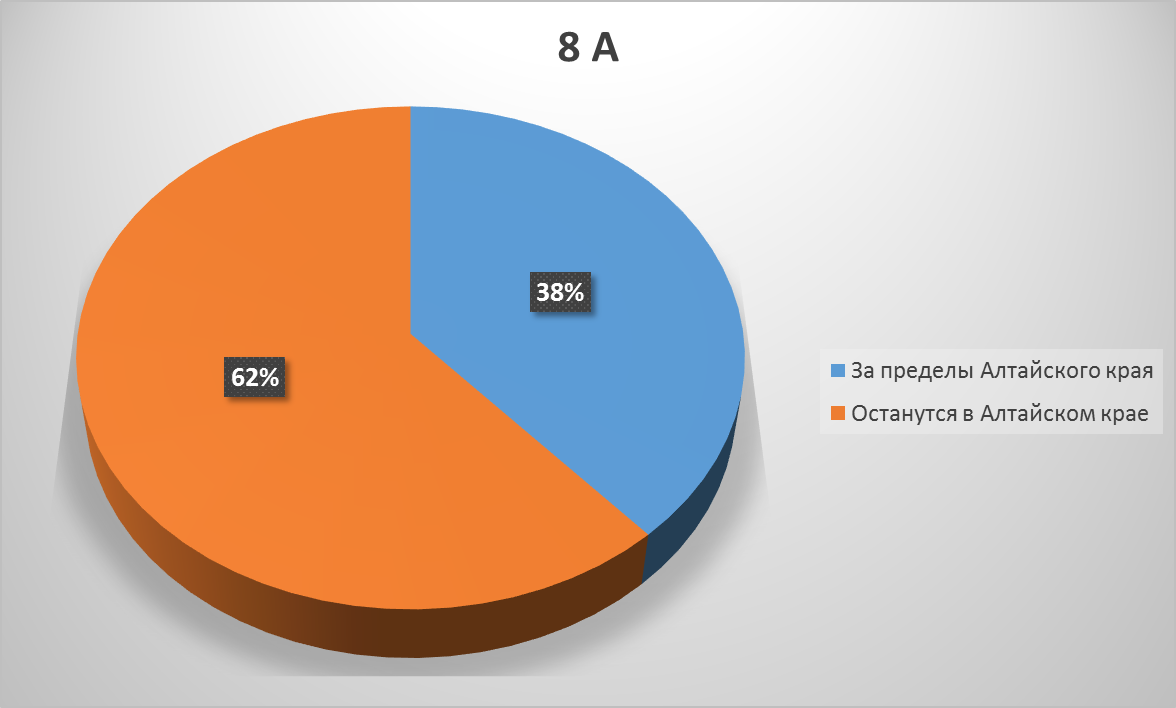 8 А
38%
62%
За пределы Алтайского края
Останутся в Алтайском крае